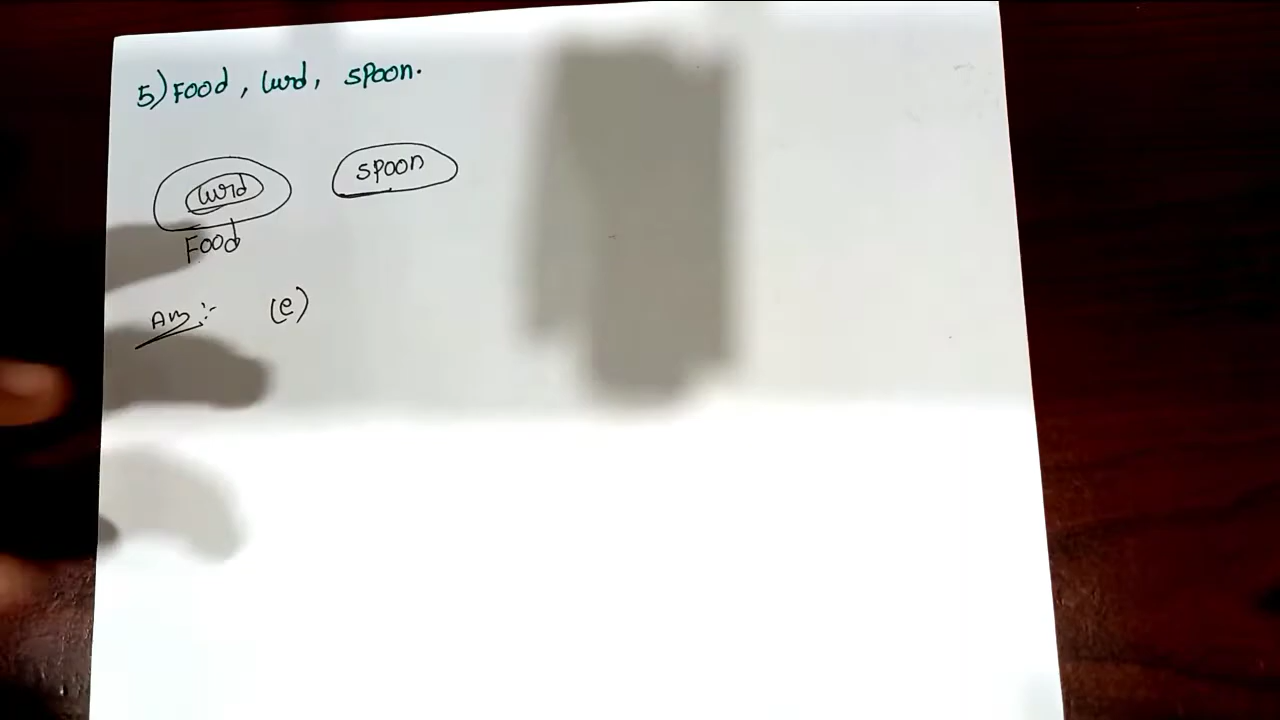 5) Food, Curd, spoon.
Curd
spoon
Food
Ans :- (e)